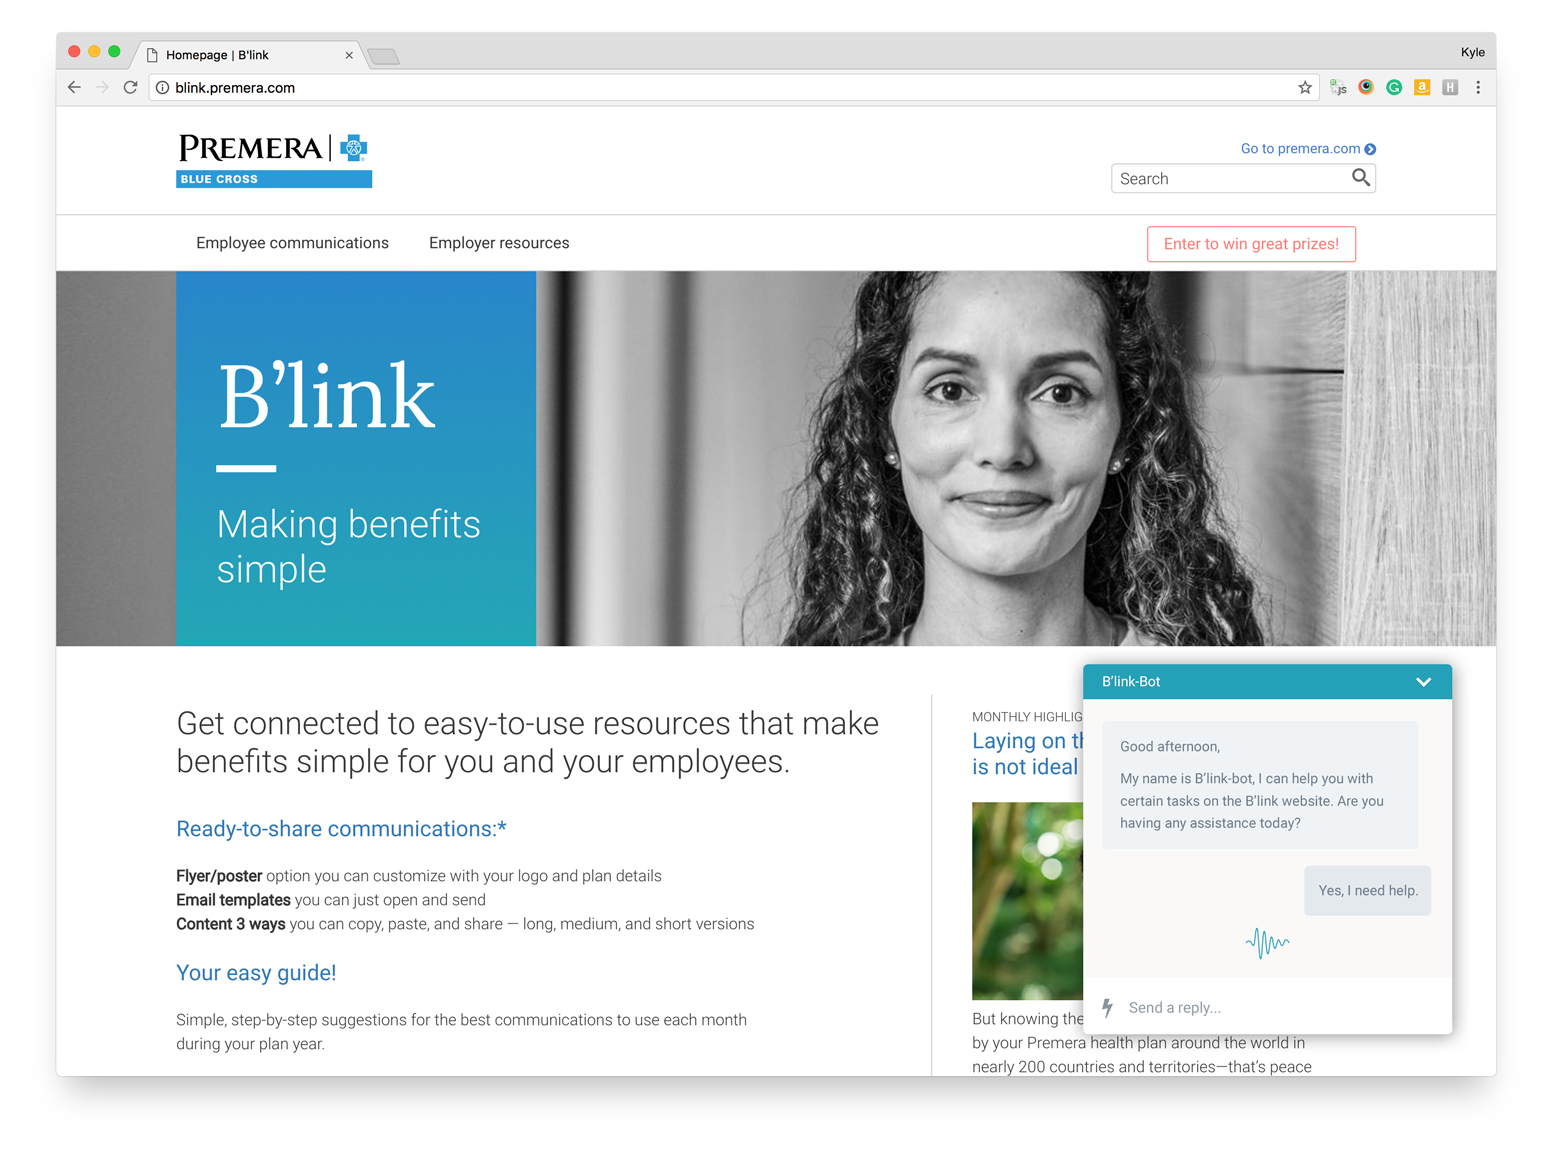 Homepage | B'link
Kyle
blink.premera.com
JS
G
a
H
PREMERA
BLUE CROSS
Go to premera.com
Search
Employee communications
Employer resources
Enter to win great prizes!
B’link
Making benefits
simple
Get connected to easy-to-use resources that make
benefits simple for you and your employees.
Ready-to-share communications:*
Flyer/poster option you can customize with your logo and plan details
Email templates you can just open and send
Content 3 ways you can copy, paste, and share — long, medium, and short versions
Your easy guide!
Simple, step-by-step suggestions for the best communications to use each month
during your plan year.
MONTHLY HIGHLIG
Laying on th
is not ideal
But knowing the
by your Premera health plan around the world in
nearly 200 countries and territories—that’s peace
B’link-Bot
Good afternoon,
My name is B’link-bot, I can help you with
certain tasks on the B’link website. Are you
having any assistance today?
Yes, I need help.
Send a reply...